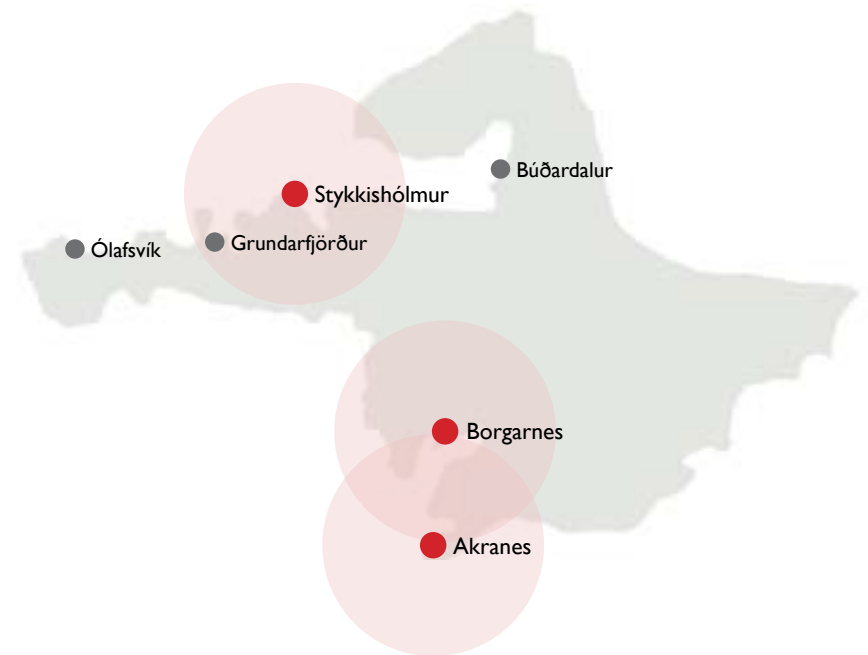 Búðardalur
Stykkishólmur
Grundarfjörður
Ólafsvík
Borgarnes
Akranes